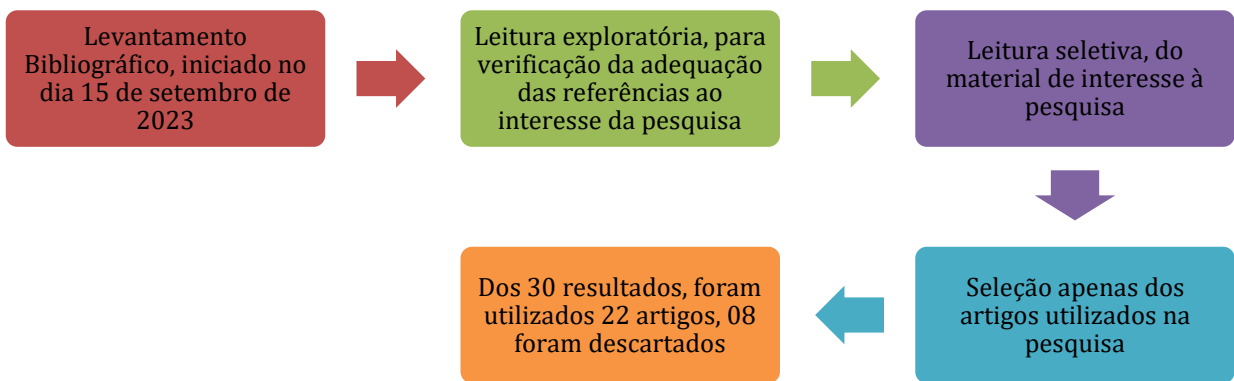 Levantamento
Bibliográfico, iniciado no
dia 15 de setembro de
2023
Leitura exploratória, para
verificação da adequação
das referências ao
interesse da pesquisa
Leitura seletiva, do
material de interesse à
pesquisa
Seleção apenas dos
artigos utilizados na
pesquisa
Dos 30 resultados, foram
utilizados 22 artigos, 08
foram descartados